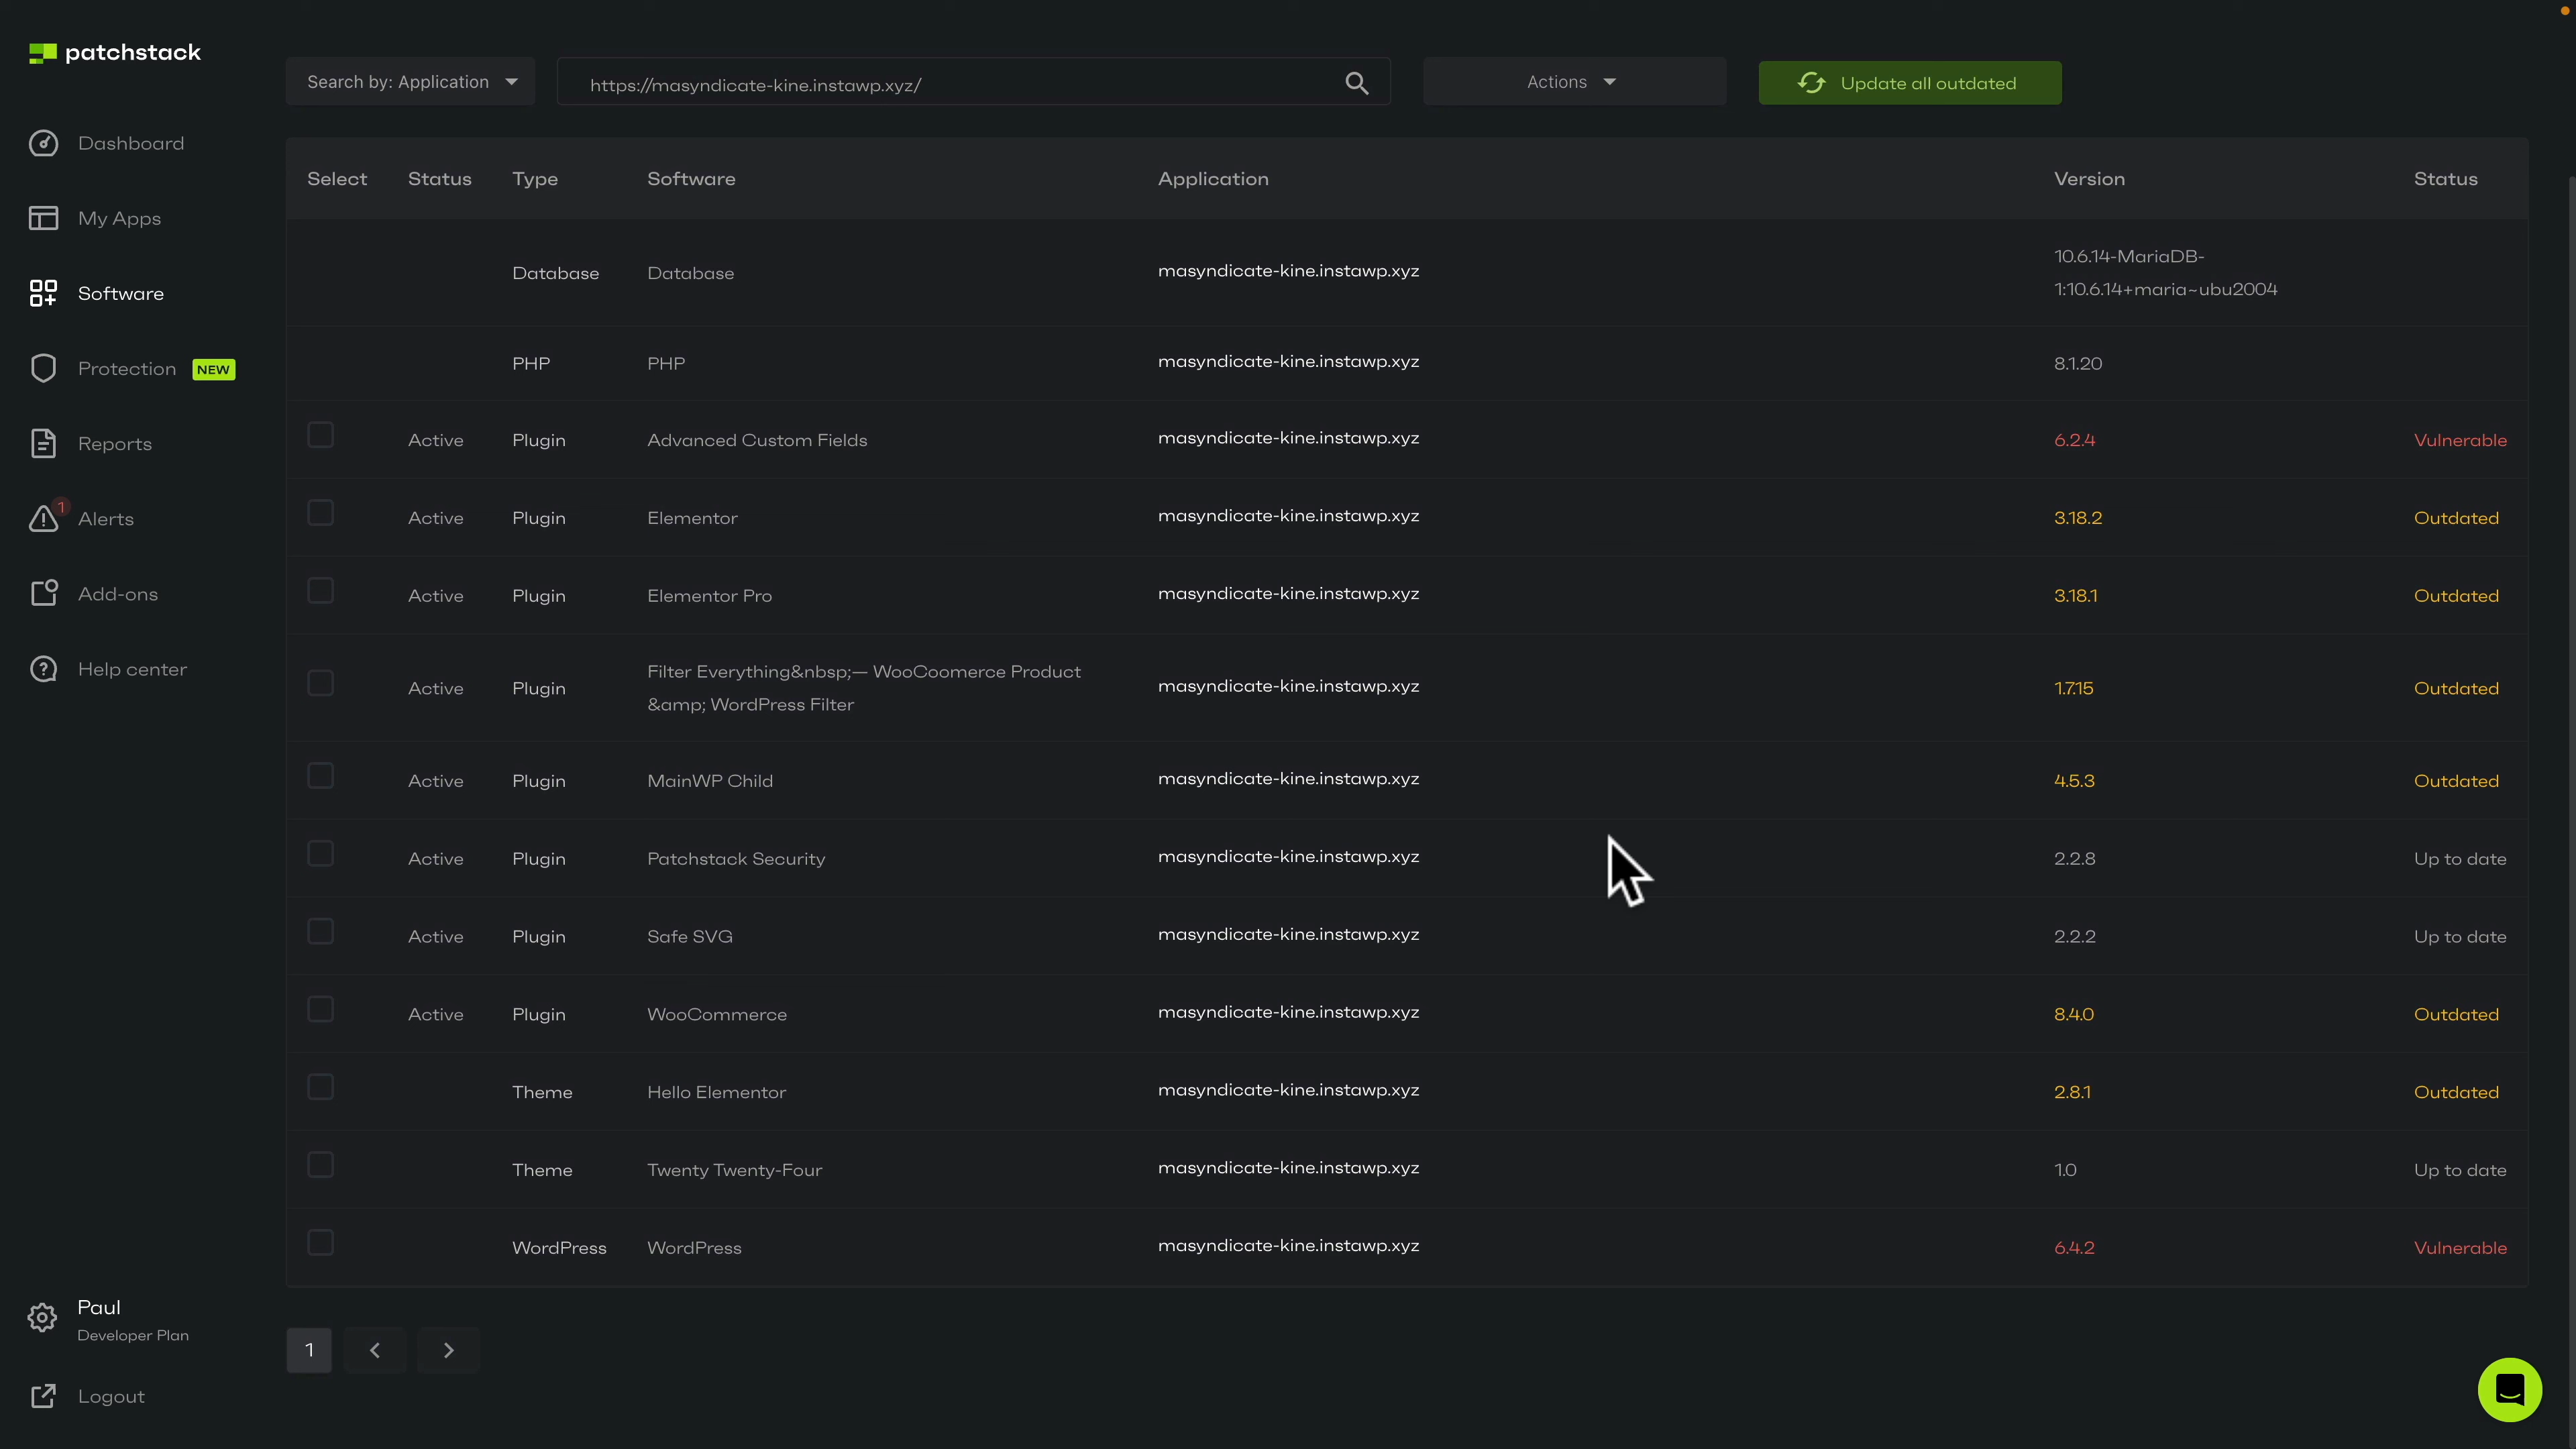 patchstack
Search by: Application
https://masyndicate-kine.instawp.xyz/
Actions
Update all outdated
Dashboard
My Apps
Software
Protection NEW
Reports
1
Alerts
Add-ons
Help center
Select Status Type Software Application Version Status
Database Database masyndicate-kine.instawp.xyz 10.6.14-MariaDB-
1:10.6.14+maria~ubu2004
PHP PHP masyndicate-kine.instawp.xyz 8.1.20
Active Plugin Advanced Custom Fields masyndicate-kine.instawp.xyz 6.2.4 Vulnerable
Active Plugin Elementor masyndicate-kine.instawp.xyz 3.18.2 Outdated
Active Plugin Elementor Pro masyndicate-kine.instawp.xyz 3.18.1 Outdated
Active Plugin Filter Everything&nbsp;— WooCoomerce Product masyndicate-kine.instawp.xyz 1.7.15 Outdated
&amp; WordPress Filter
Active Plugin MainWP Child masyndicate-kine.instawp.xyz 4.5.3 Outdated
Active Plugin Patchstack Security masyndicate-kine.instawp.xyz 2.2.8 Up to date
Active Plugin Safe SVG masyndicate-kine.instawp.xyz 2.2.2 Up to date
Active Plugin WooCommerce masyndicate-kine.instawp.xyz 8.4.0 Outdated
Theme Hello Elementor masyndicate-kine.instawp.xyz 2.8.1 Outdated
Theme Twenty Twenty-Four masyndicate-kine.instawp.xyz 1.0 Up to date
WordPress WordPress masyndicate-kine.instawp.xyz 6.4.2 Vulnerable
1
Paul
Developer Plan
Logout